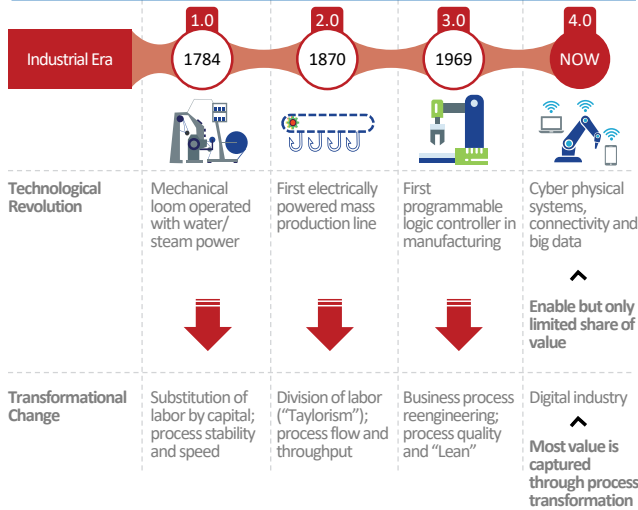 1.0
2.0
3.0
4.0
Industrial Era
1784
1870
1969
NOW
Technological
Revolution
Mechanical
loom operated
with water/
steam power
First electrically
powered mass
production line
First
programmable
logic controller in
manufacturing
Cyber physical
systems,
connectivity and
big data
Enable but only
limited share of
value
Transformational
Change
Substitution of
labor by capital;
process stability
and speed
Division of labor
(“Taylorism”);
process flow and
throughput
Business process
reengineering;
process quality
and “Lean”
Digital industry
Most value is
captured
through process
transformation